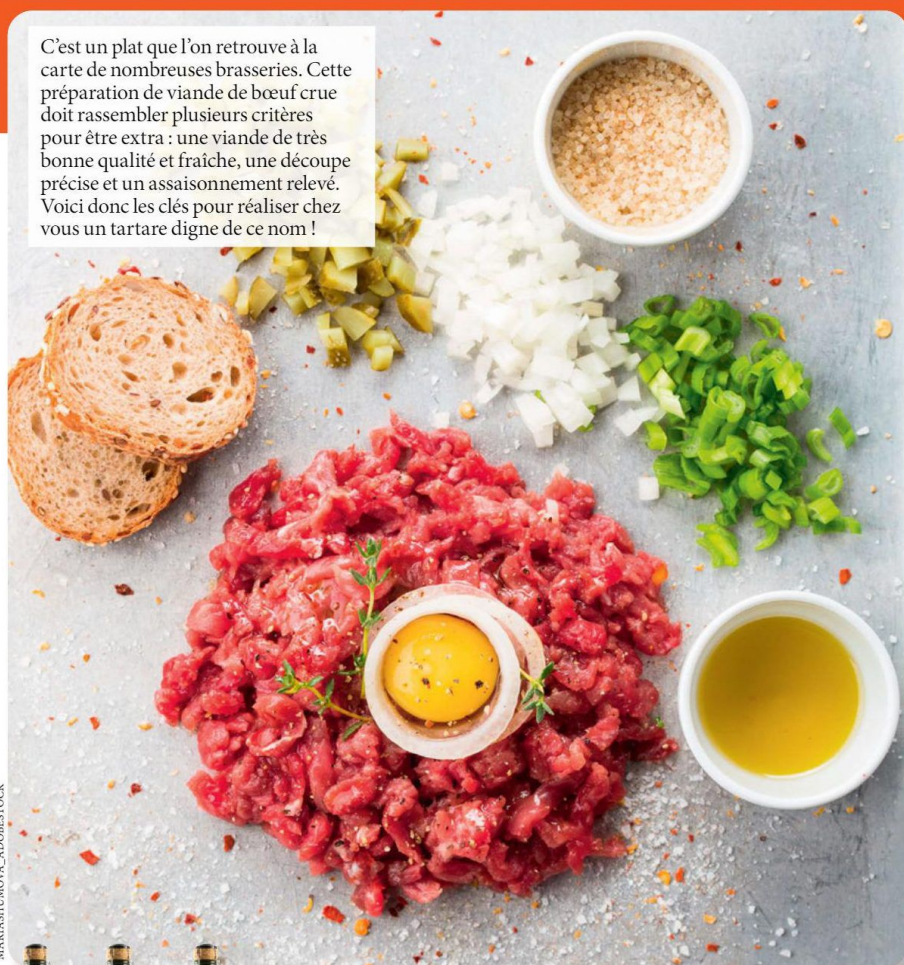 C’est un plat que l’on retrouve à la
carte de nombreuses brasseries. Cette
préparation de viande de bœuf crue
doit rassembler plusieurs critères
pour être extra : une viande de très
bonne qualité et fraîche, une découpe
précise et un assaisonnement relevé.
Voici donc les clés pour réaliser chez
vous un tartare digne de ce nom !
MARIASHUMOVA_ADOBESTOCK